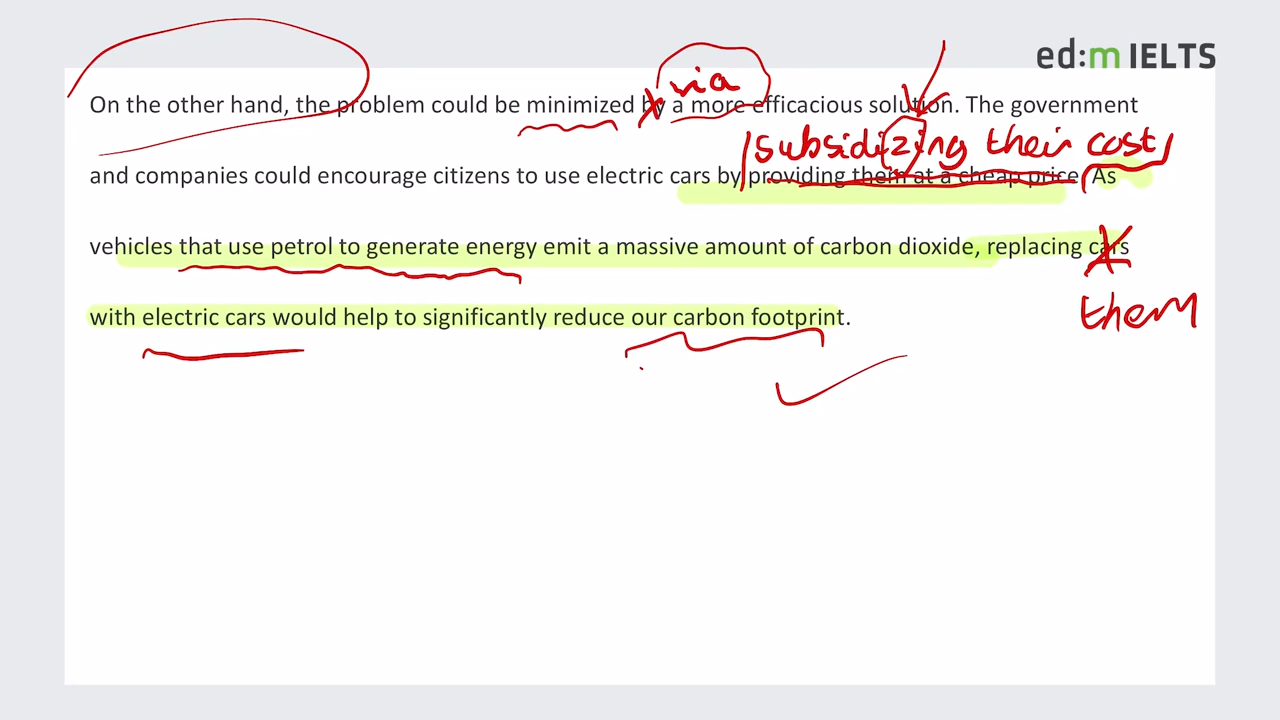 ed:m IELTS
via
On the other hand, the problem could be minimized by a more efficacious solution. The government
subsidizing their cost
and companies could encourage citizens to use electric cars by providing them at a cheap price. As
vehicles that use petrol to generate energy emit a massive amount of carbon dioxide, replacing cars
with electric cars would help to significantly reduce our carbon footprint.
them